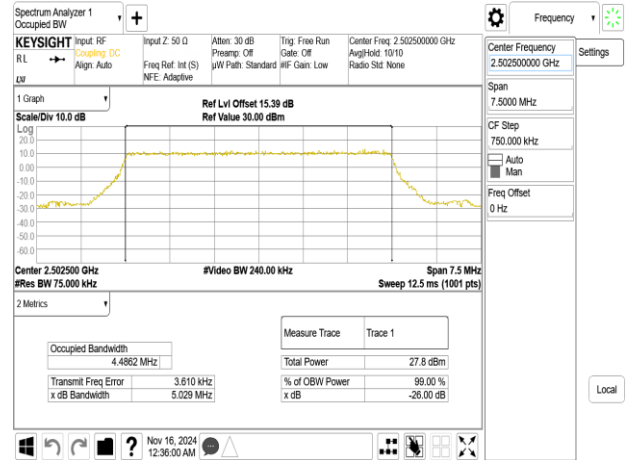 Spectrum Analyzer 1
Occupied BW
Frequency
KEYSIGHT
RL
Input: RF
Coupling: DC
Align: Auto
Input Z: 50 Ω
Freq Ref: Int (S)
NFE: Adaptive
Atten: 30 dB
Preamp: Off
µW Path: Standard
Trig: Free Run
Gate: Off
#IF Gain: Low
Center Freq: 2.502500000 GHz
Avg|Hold: 10/10
Radio Std: None
Center Frequency
2.502500000 GHz
Settings
Span
7.5000 MHz
CF Step
750.000 kHz
Auto
Man
Freq Offset
0 Hz
Local
1 Graph
Scale/Div 10.0 dB
Ref Lvl Offset 15.39 dB
Ref Value 30.00 dBm
Log
20.0
10.0
0.00
-10.0
-20.0
-30.0
-40.0
-50.0
-60.0
Center 2.502500 GHz
#Video BW 240.00 kHz
Span 7.5 MHz
#Res BW 75.000 kHz
Sweep 12.5 ms (1001 pts)
2 Metrics
Measure Trace
Trace 1
Occupied Bandwidth
4.4862 MHz
Total Power
27.8 dBm
Transmit Freq Error
3.610 kHz
% of OBW Power
99.00 %
x dB Bandwidth
5.029 MHz
x dB
-26.00 dB
?
Nov 16, 2024
12:36:00 AM